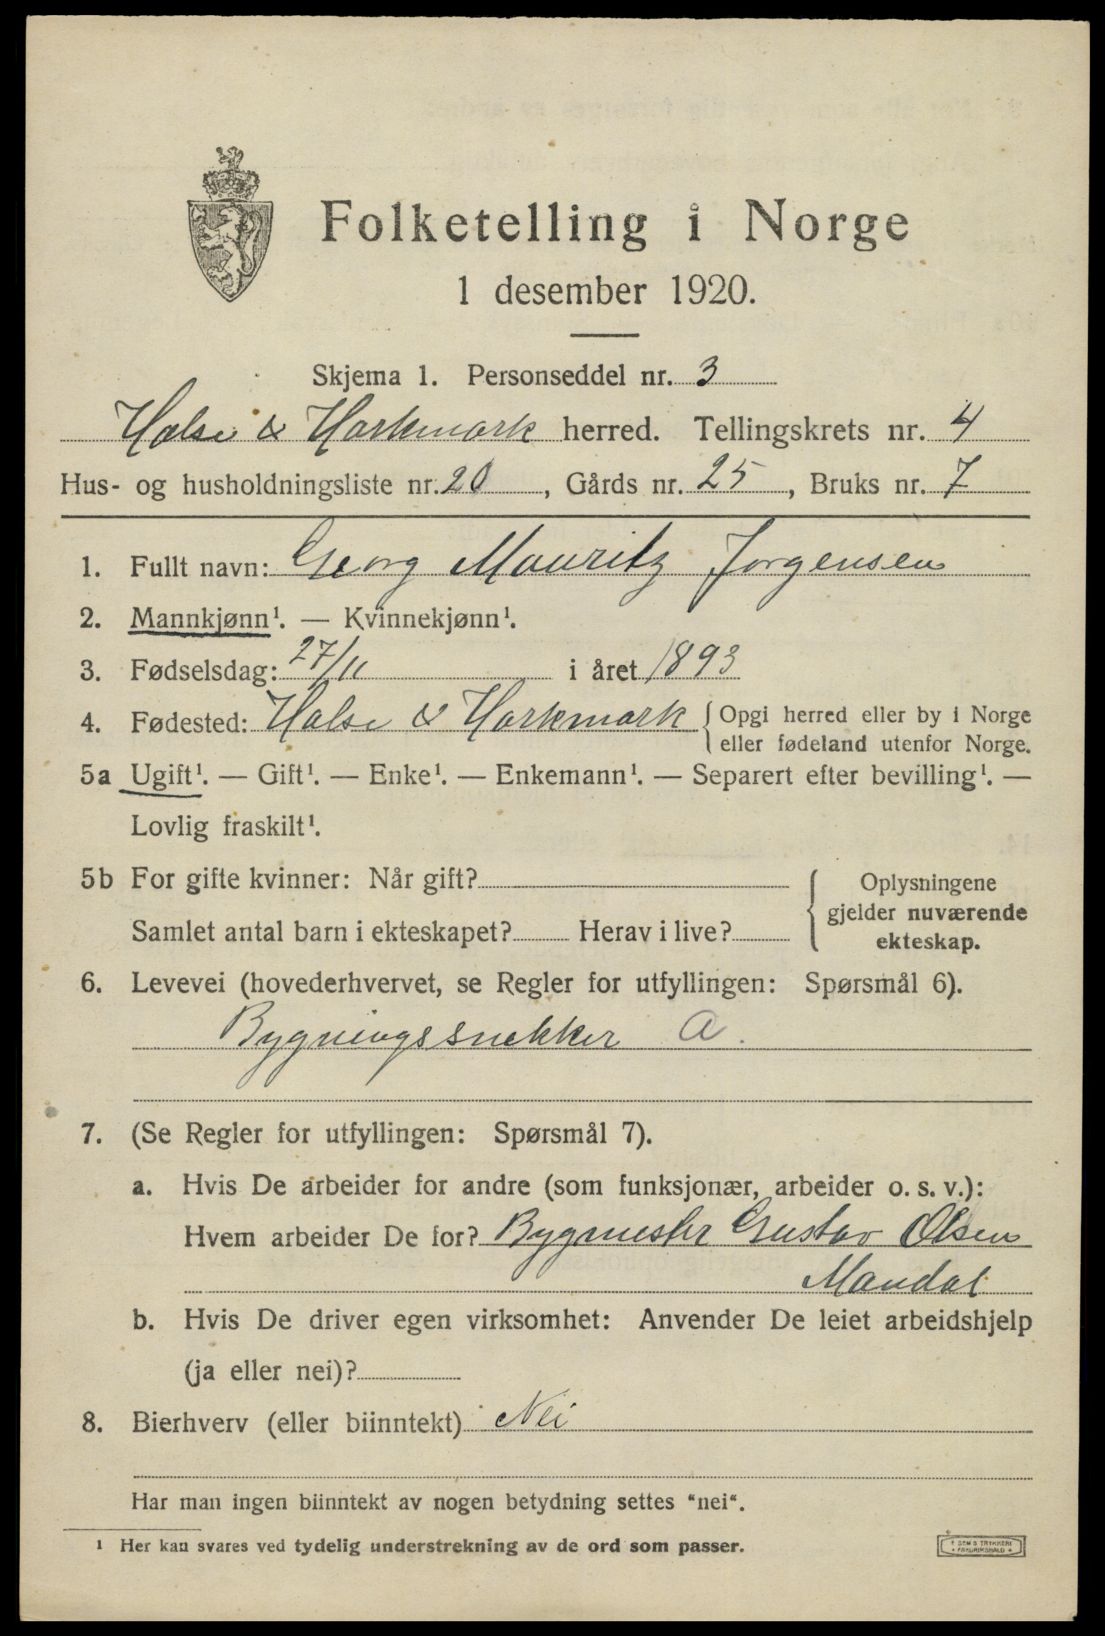 Folketelling i Norge
1 desember 1920.
Skjema 1. Personseddel nr. 3
Halse & Harkmark herred. Tellingskrets nr. 4
Hus- og husholdningsliste nr. 20, Gårds nr. 25, Bruks nr. 7
1. Fullt navn: Georg Mauritz Jørgensen
2. Mannkjønn¹. — Kvinnekjønn¹.
3. Fødselsdag: 27/11 i året 1893
4. Fødested: Halse & Harkmark {Opgi herred eller by i Norge
eller fødeland utenfor Norge.
5a Ugift¹. — Gift¹. — Enke¹. — Enkemann¹. — Separert efter bevilling¹. —
Lovlig fraskilt¹.
5b For gifte kvinner: Når gift?
Samlet antal barn i ekteskapet? Herav i live?
Oplysningene
gjelder nuværende
ekteskap.
6. Levevei (hovederhvervet, se Regler for utfyllingen: Spørsmål 6).
Bygningssnekker a.
7. (Se Regler for utfyllingen: Spørsmål 7).
a. Hvis De arbeider for andre (som funksjonær, arbeider o. s. v.):
Hvem arbeider De for? Bygmester Gustav Olsen
Mandal
b. Hvis De driver egen virksomhet: Anvender De leiet arbeidshjelp
(ja eller nei)?
8. Bierhverv (eller biinntekt) Nei
Har man ingen biinntekt av nogen betydning settes "nei".
¹ Her kan svares ved tydelig understrekning av de ord som passer.
SEM'S TRYKKERI
FREDRIKSHALD